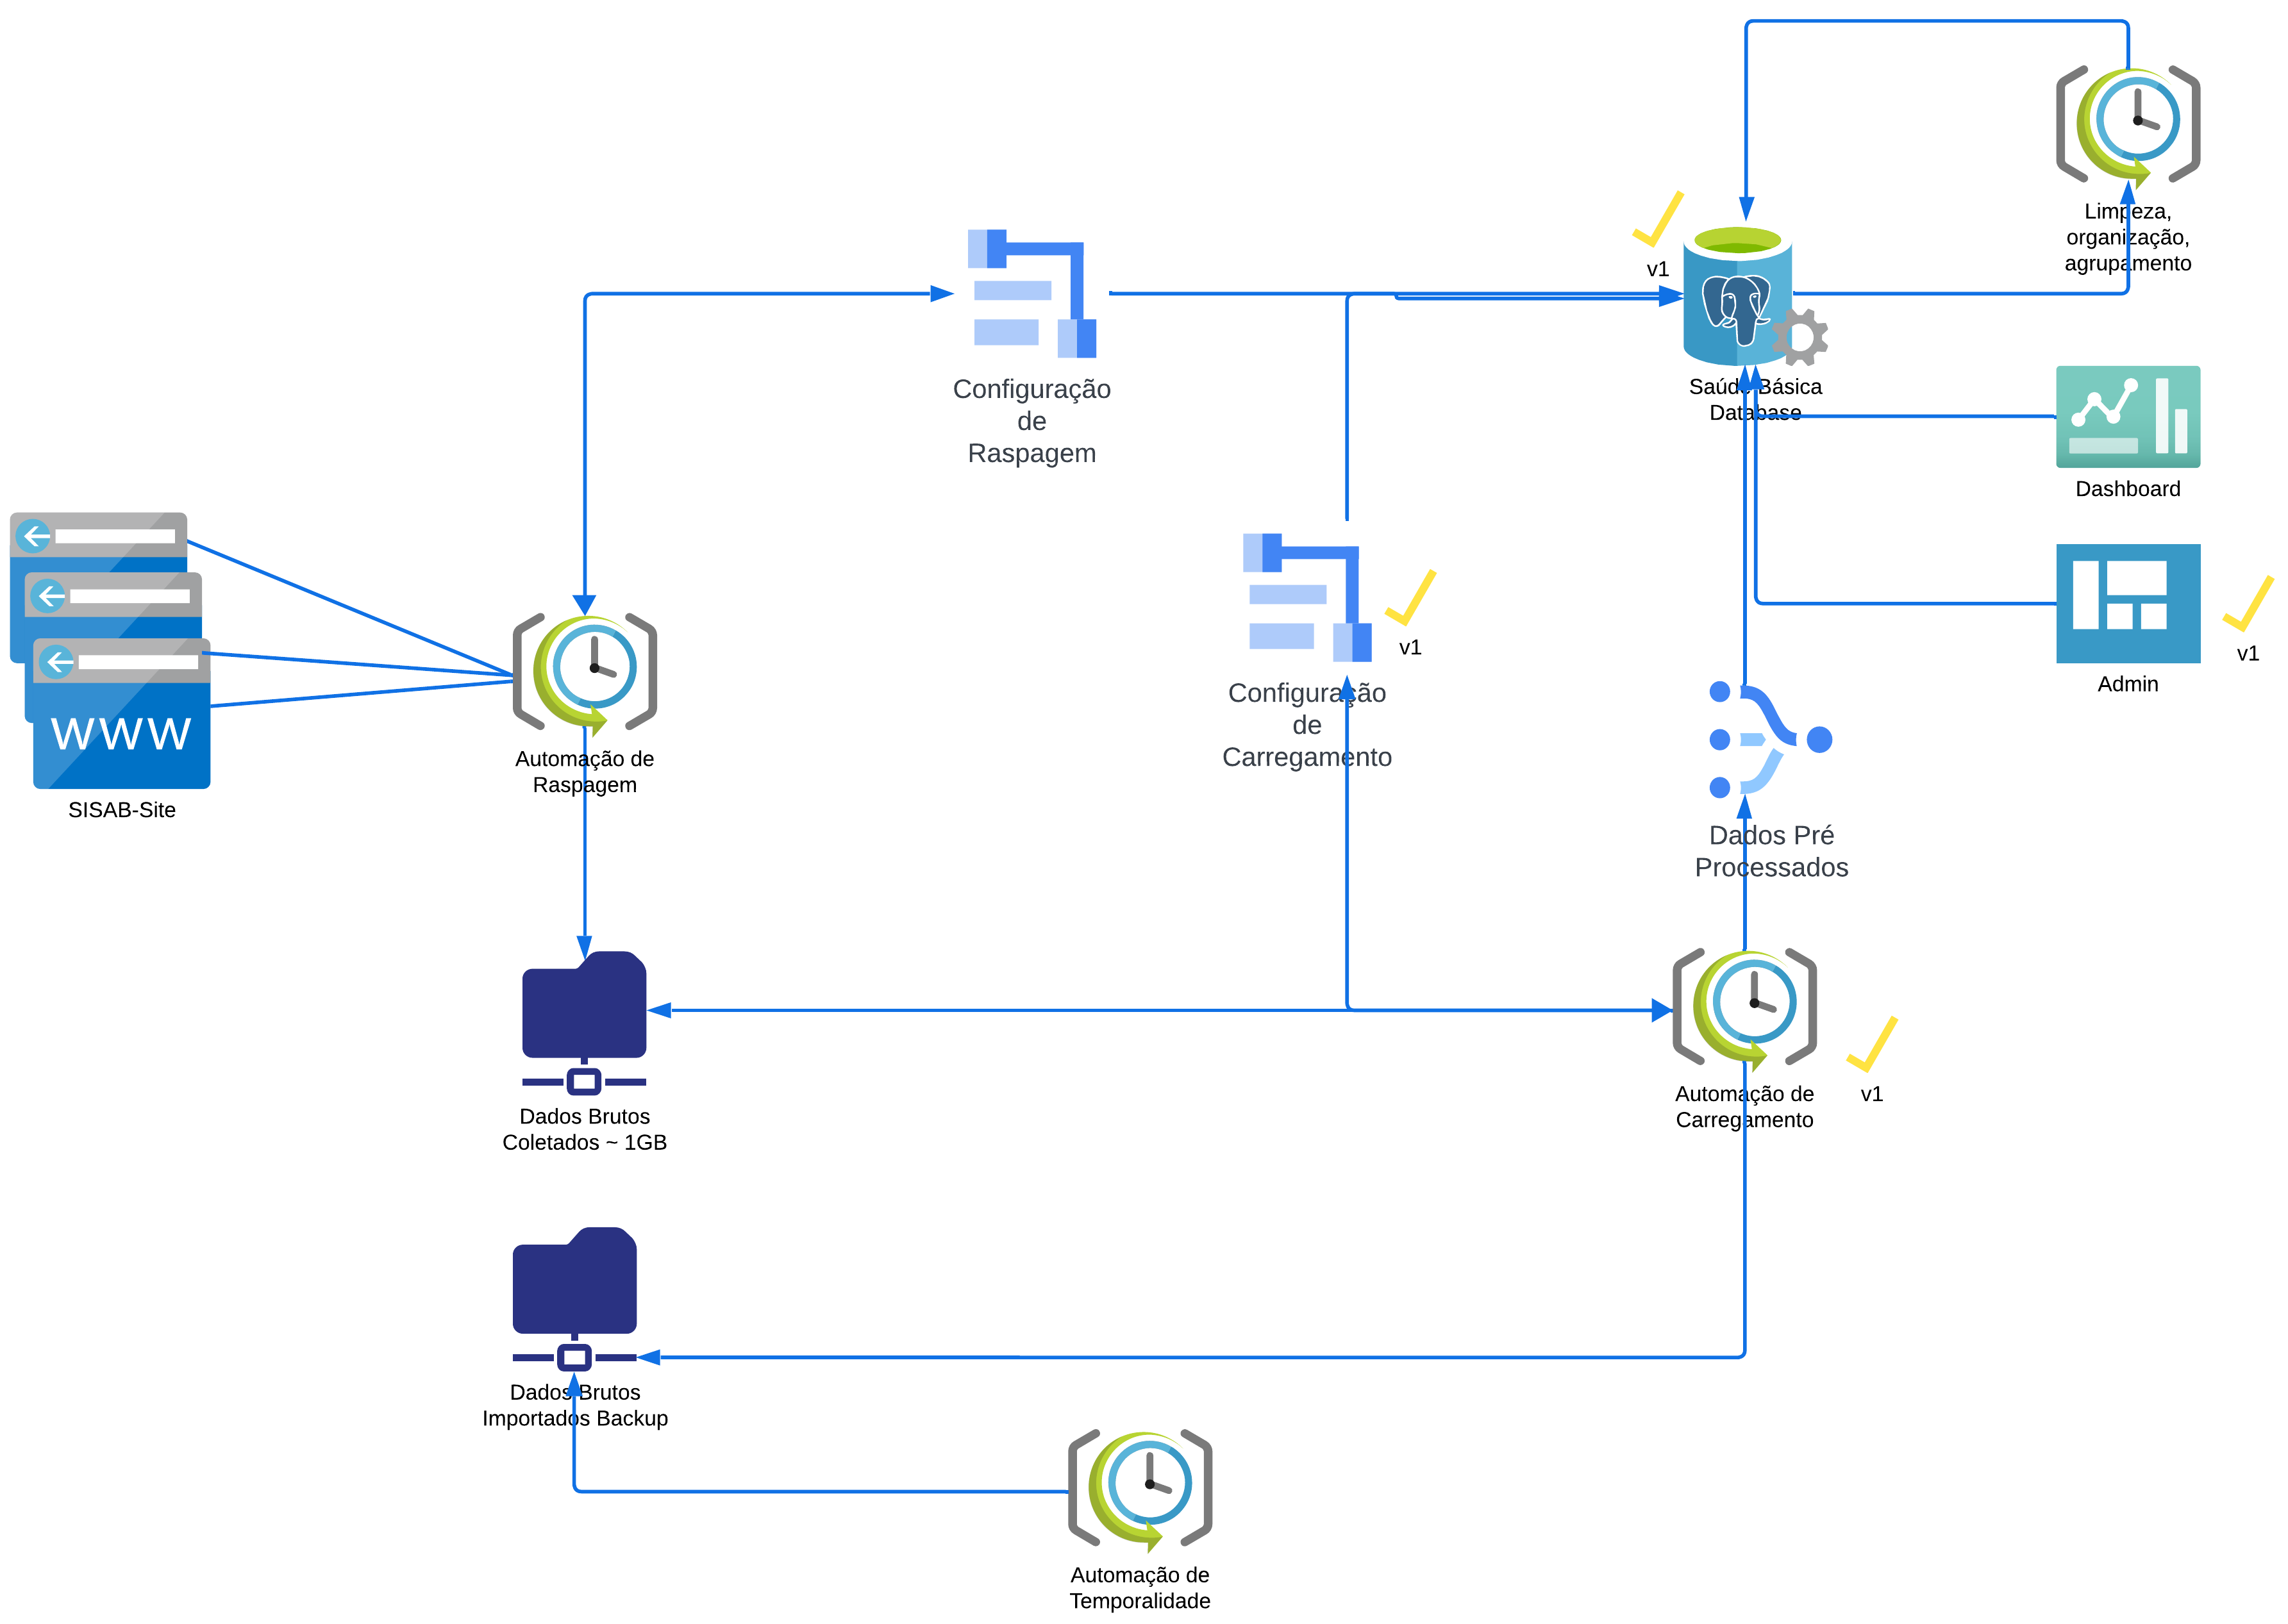 Limpeza,
organização,
agrupamento
v1
Configuração
de
Raspagem
Saúde Básica
Database
Dashboard
WWW
SISAB-Site
Automação de
Raspagem
Configuração
de
Carregamento
v1
Admin
v1
Dados Pré
Processados
Dados Brutos
Coletados ~ 1GB
Automação de
Carregamento
v1
Dados Brutos
Importados Backup
Automação de
Temporalidade